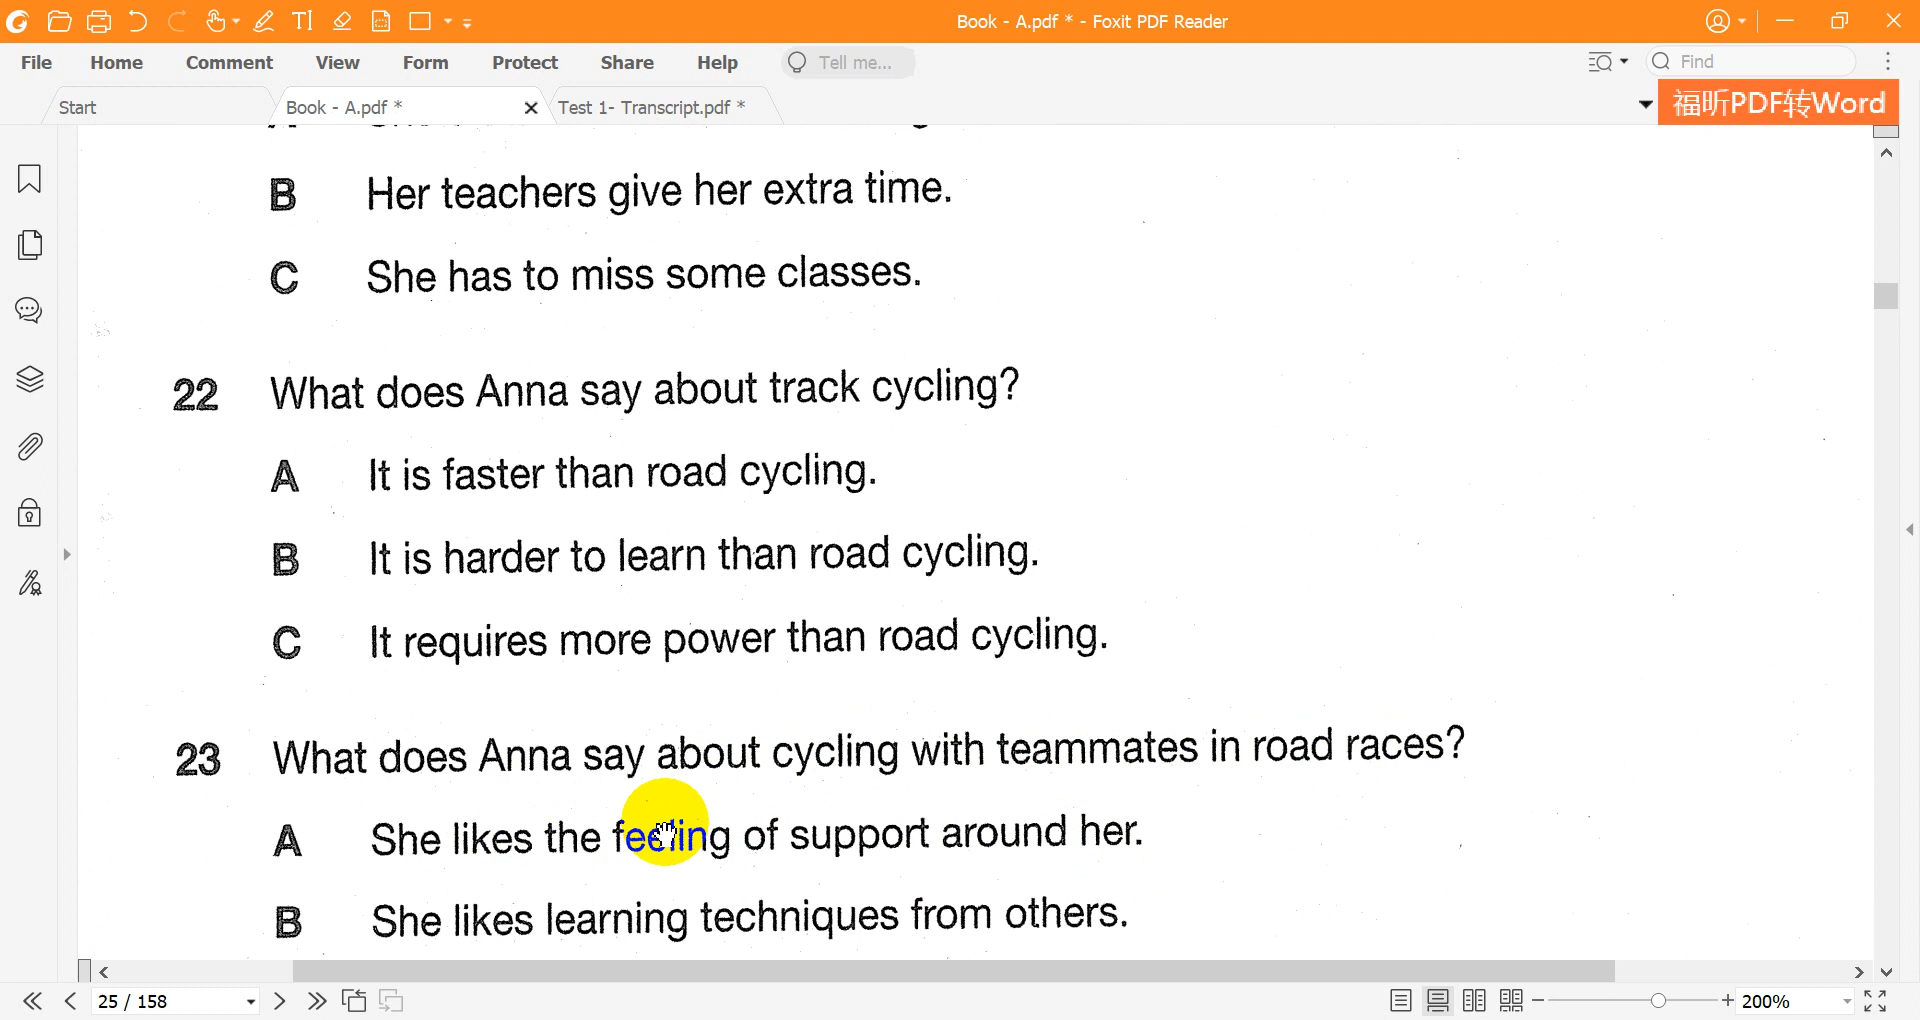 Book - A.pdf * - Foxit PDF Reader
File Home Comment View Form Protect Share Help Tell me... Find
Start Book - A.pdf * Test 1- Transcript.pdf * 福昕PDF转Word
B Her teachers give her extra time.
C She has to miss some classes.
22 What does Anna say about track cycling?
A It is faster than road cycling.
B It is harder to learn than road cycling.
C It requires more power than road cycling.
23 What does Anna say about cycling with teammates in road races?
A She likes the feeling of support around her.
B She likes learning techniques from others.
25 / 158 200%